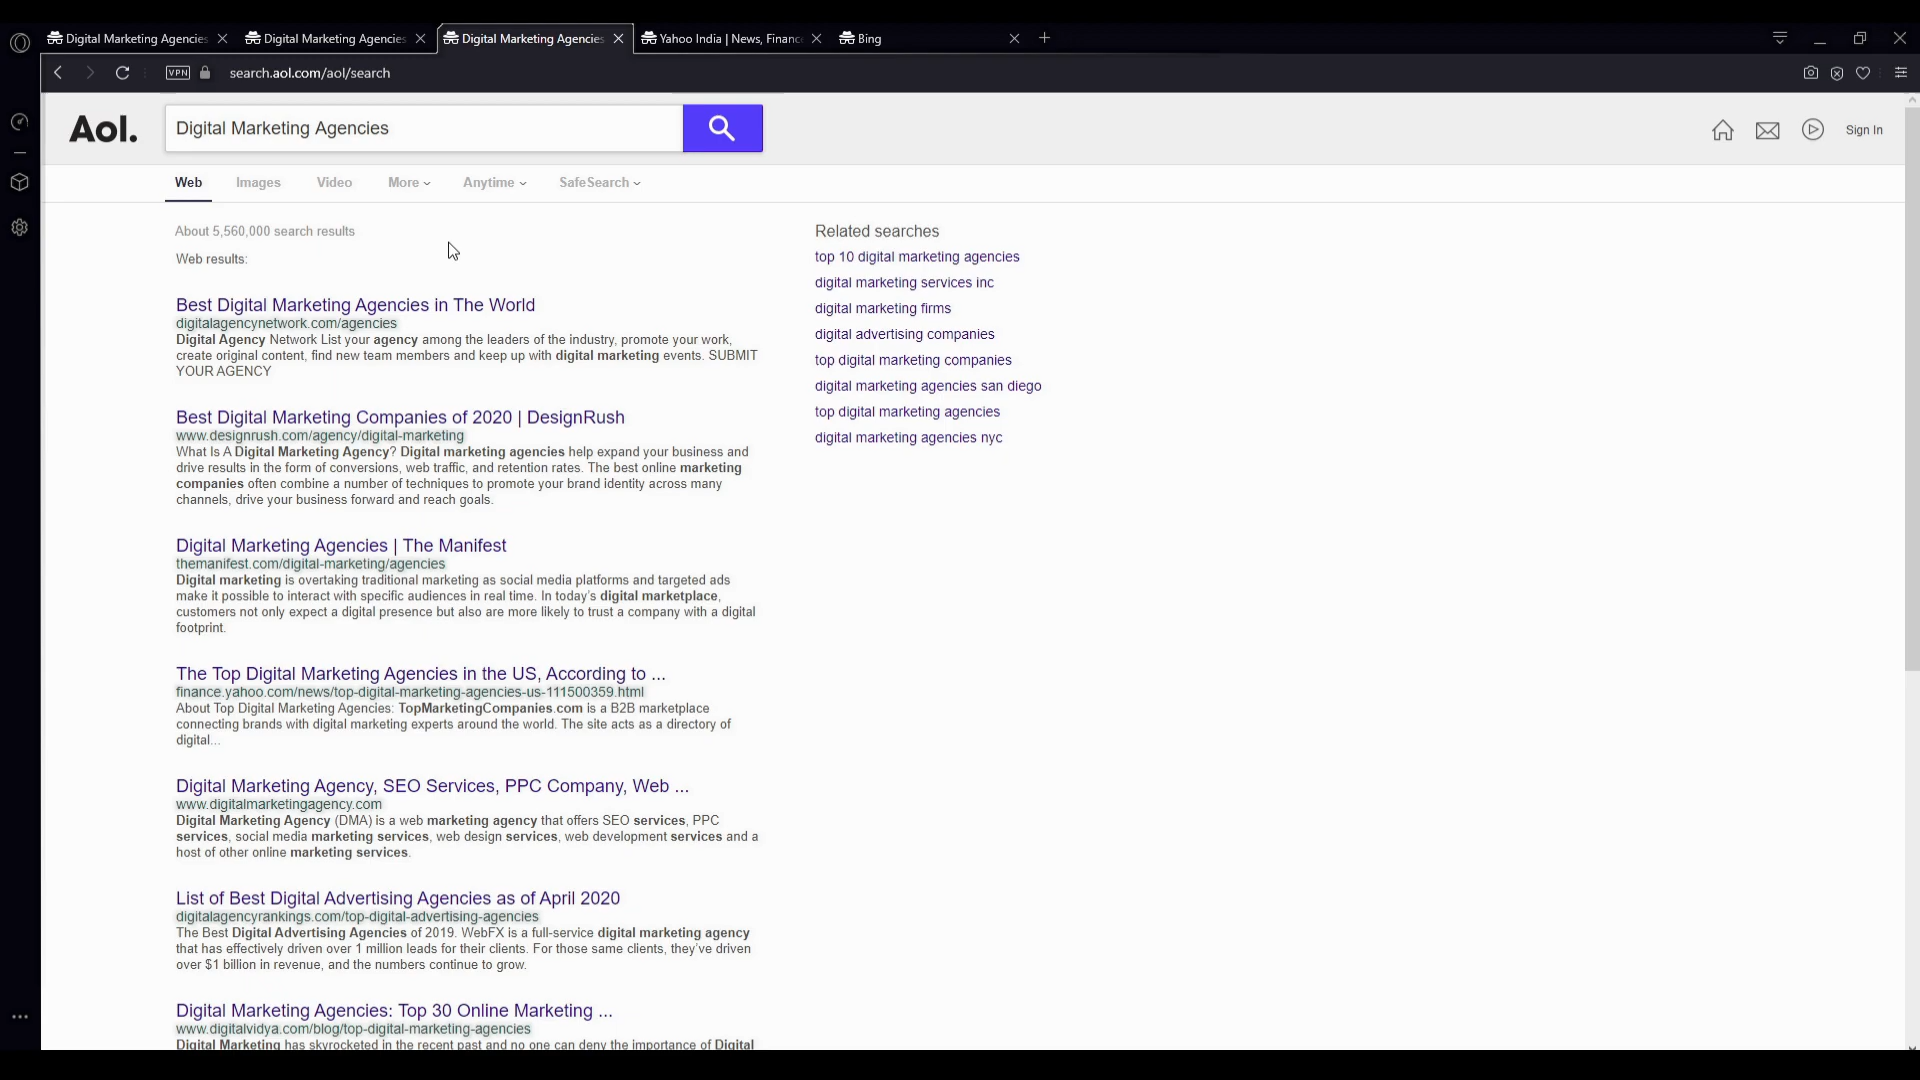 Digital Marketing Agencies
Digital Marketing Agencies
Digital Marketing Agencies
Yahoo India | News, Financ
Bing
VPN
search.aol.com/aol/search
Aol.
Digital Marketing Agencies
Sign In
Web
Images
Video
More
Anytime
SafeSearch
About 5,560,000 search results
Web results:
Best Digital Marketing Agencies in The World
digitalagencynetwork.com/agencies
Digital Agency Network List your agency among the leaders of the industry, promote your work,
create original content, find new team members and keep up with digital marketing events. SUBMIT
YOUR AGENCY
Best Digital Marketing Companies of 2020 | DesignRush
www.designrush.com/agency/digital-marketing
What Is A Digital Marketing Agency? Digital marketing agencies help expand your business and
drive results in the form of conversions, web traffic, and retention rates. The best online marketing
companies often combine a number of techniques to promote your brand identity across many
channels, drive your business forward and reach goals.
Digital Marketing Agencies | The Manifest
themanifest.com/digital-marketing/agencies
Digital marketing is overtaking traditional marketing as social media platforms and targeted ads
make it possible to interact with specific audiences in real time. In today's digital marketplace,
customers not only expect a digital presence but also are more likely to trust a company with a digital
footprint.
The Top Digital Marketing Agencies in the US, According to ...
finance.yahoo.com/news/top-digital-marketing-agencies-us-111500359.html
About Top Digital Marketing Agencies: TopMarketingCompanies.com is a B2B marketplace
connecting brands with digital marketing experts around the world. The site acts as a directory of
digital...
Digital Marketing Agency, SEO Services, PPC Company, Web ...
www.digitalmarketingagency.com
Digital Marketing Agency (DMA) is a web marketing agency that offers SEO services, PPC
services, social media marketing services, web design services, web development services and a
host of other online marketing services.
List of Best Digital Advertising Agencies as of April 2020
digitalagencyrankings.com/top-digital-advertising-agencies
The Best Digital Advertising Agencies of 2019. WebFX is a full-service digital marketing agency
that has effectively driven over 1 million leads for their clients. For those same clients, they've driven
over $1 billion in revenue, and the numbers continue to grow.
Digital Marketing Agencies: Top 30 Online Marketing ...
www.digitalvidya.com/blog/top-digital-marketing-agencies
Digital Marketing has skyrocketed in the recent past and no one can deny the importance of Digital
Related searches
top 10 digital marketing agencies
digital marketing services inc
digital marketing firms
digital advertising companies
top digital marketing companies
digital marketing agencies san diego
top digital marketing agencies
digital marketing agencies nyc